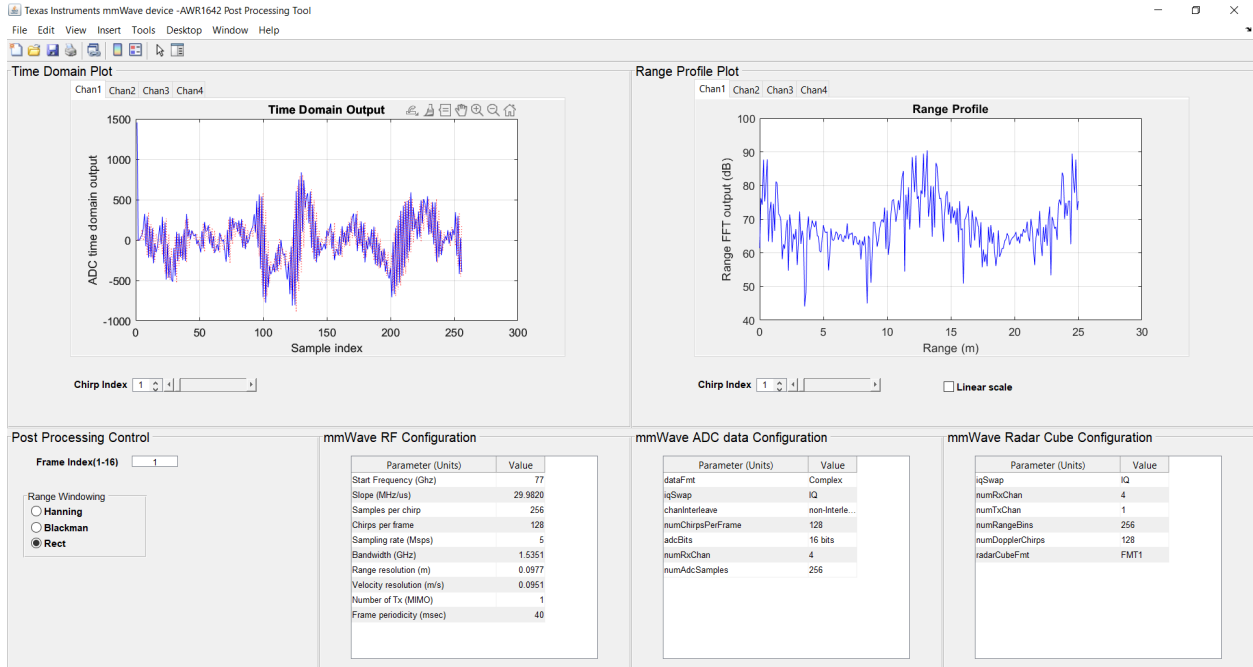 Texas Instruments mmWave device -AWR1642 Post Processing Tool
File Edit View Insert Tools Desktop Window Help
Time Domain Plot
Chan1 Chan2 Chan3 Chan4
Time Domain Output
1500
1000
500
0
-500
-1000
0 50 100 150 200 250 300
ADC time domain output
Sample index
Chirp Index 1
Range Profile Plot
Chan1 Chan2 Chan3 Chan4
Range Profile
100
90
80
70
60
50
40
0 5 10 15 20 25 30
Range FFT output (dB)
Range (m)
Chirp Index 1
Linear scale
Post Processing Control
Frame Index(1-16) 1
Range Windowing
Hanning
Blackman
Rect
mmWave RF Configuration
Parameter (Units) Value
Start Frequency (Ghz) 77
Slope (MHz/us) 29.9820
Samples per chirp 256
Chirps per frame 128
Sampling rate (Msps) 5
Bandwidth (GHz) 1.5351
Range resolution (m) 0.0977
Velocity resolution (m/s) 0.0951
Number of Tx (MIMO) 1
Frame periodicity (msec) 40
mmWave ADC data Configuration
Parameter (Units) Value
dataFmt Complex
iqSwap IQ
chanInterleave non-Interle...
numChirpsPerFrame 128
adcBits 16 bits
numRxChan 4
numAdcSamples 256
mmWave Radar Cube Configuration
Parameter (Units) Value
iqSwap IQ
numRxChan 4
numTxChan 1
numRangeBins 256
numDopplerChirps 128
radarCubeFmt FMT1